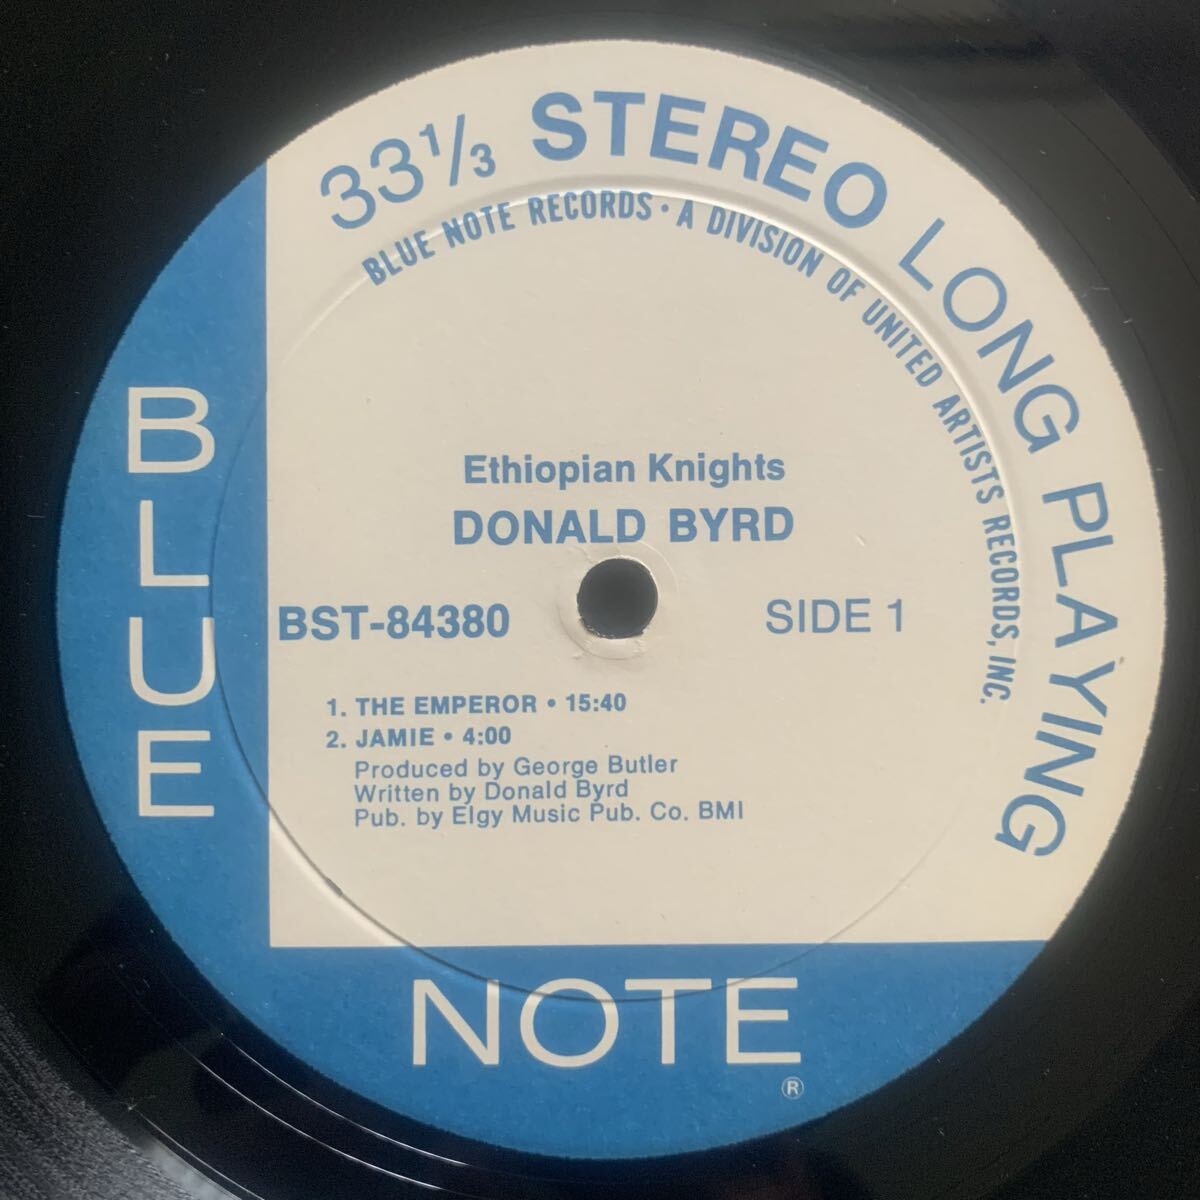 33⅓ STEREO LONG PLAYING
BLUE NOTE RECORDS · A DIVISION OF UNITED ARTISTS RECORDS, INC.
Ethiopian Knights
DONALD BYRD
BST-84380
SIDE 1
1. THE EMPEROR • 15:40
2. JAMIE • 4:00
Produced by George Butler
Written by Donald Byrd
Pub. by Elgy Music Pub. Co. BMI
BLUE
NOTE
®